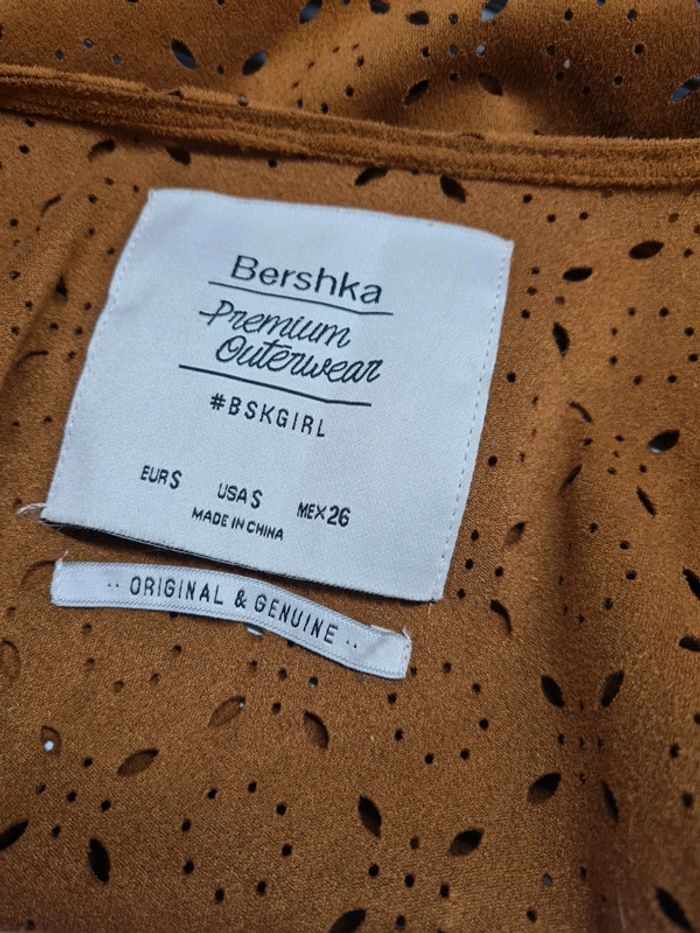 Bershka
Premium
Outerwear
#BSKGIRL
EUR S USA S MEX 26
MADE IN CHINA
·· ORIGINAL & GENUINE ··